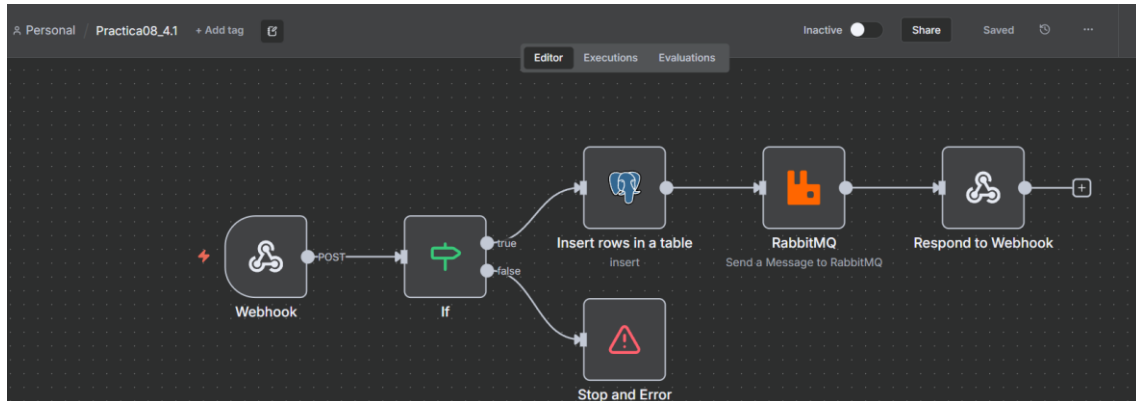 Personal / Practica08_4.1 + Add tag
Inactive Share Saved ...
Editor Executions Evaluations
true
Insert rows in a table
insert
RabbitMQ
Send a Message to RabbitMQ
Respond to Webhook
POST
false
Webhook
If
Stop and Error